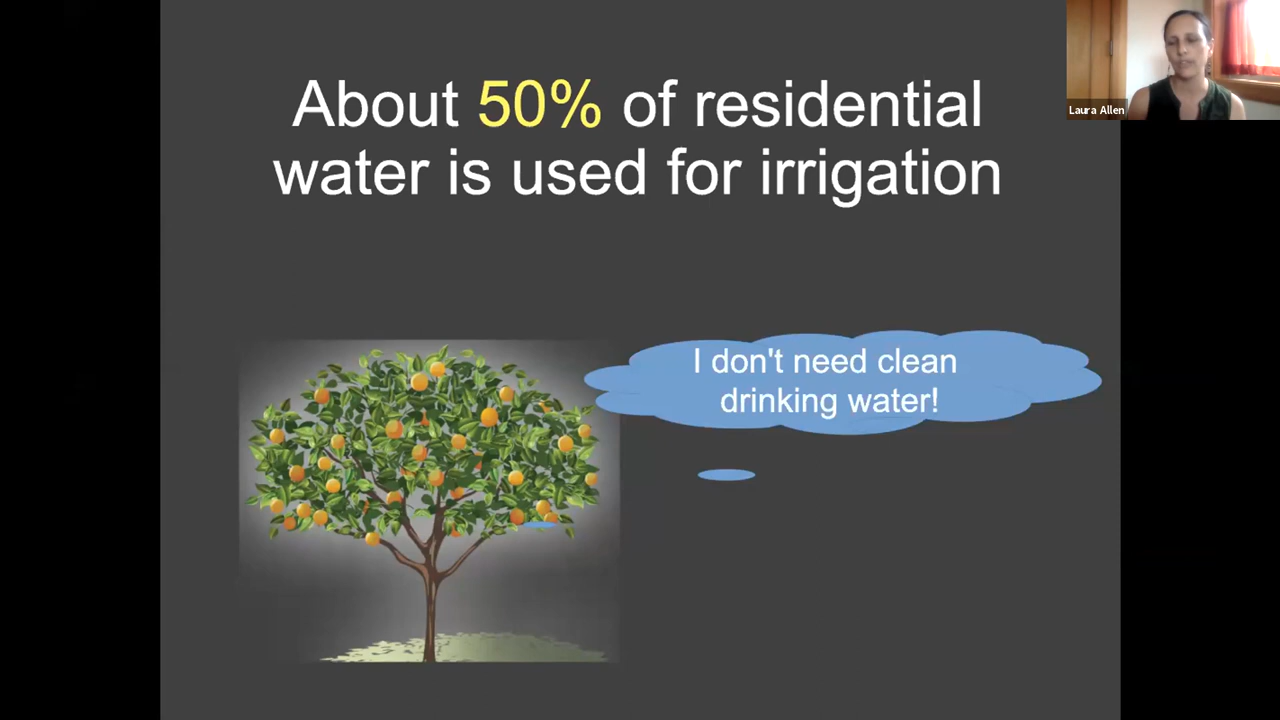 About 50% of residential
water is used for irrigation
Laura Allen
I don't need clean
drinking water!